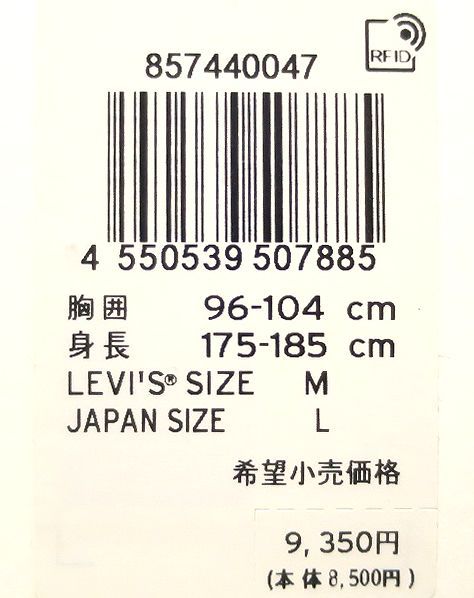 RFID
857440047
4 550539 507885
胸囲 96-104 cm
身長 175-185 cm
LEVI'S® SIZE M
JAPAN SIZE L
希望小売価格
9,350円
(本体8,500円)